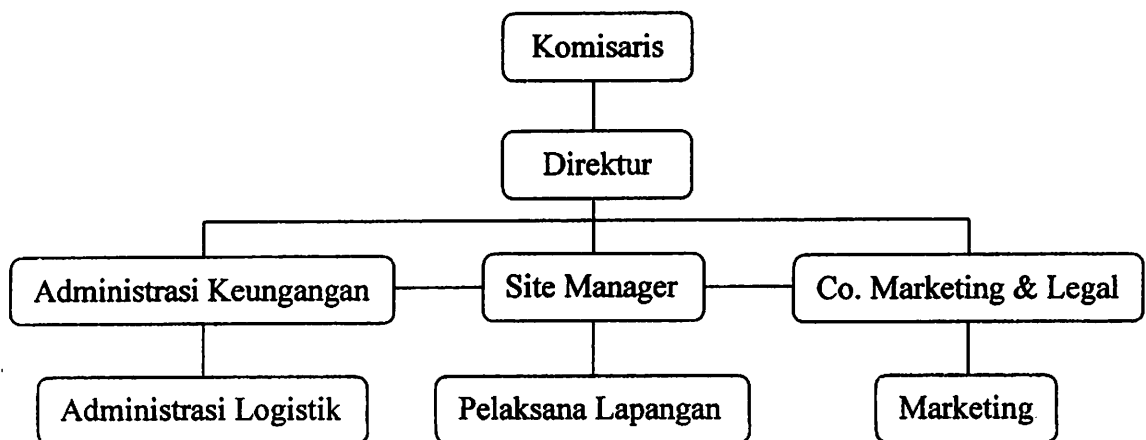 Komisaris
Direktur
Administrasi Keungangan
Site Manager
Co. Marketing & Legal
Administrasi Logistik
Pelaksana Lapangan
Marketing